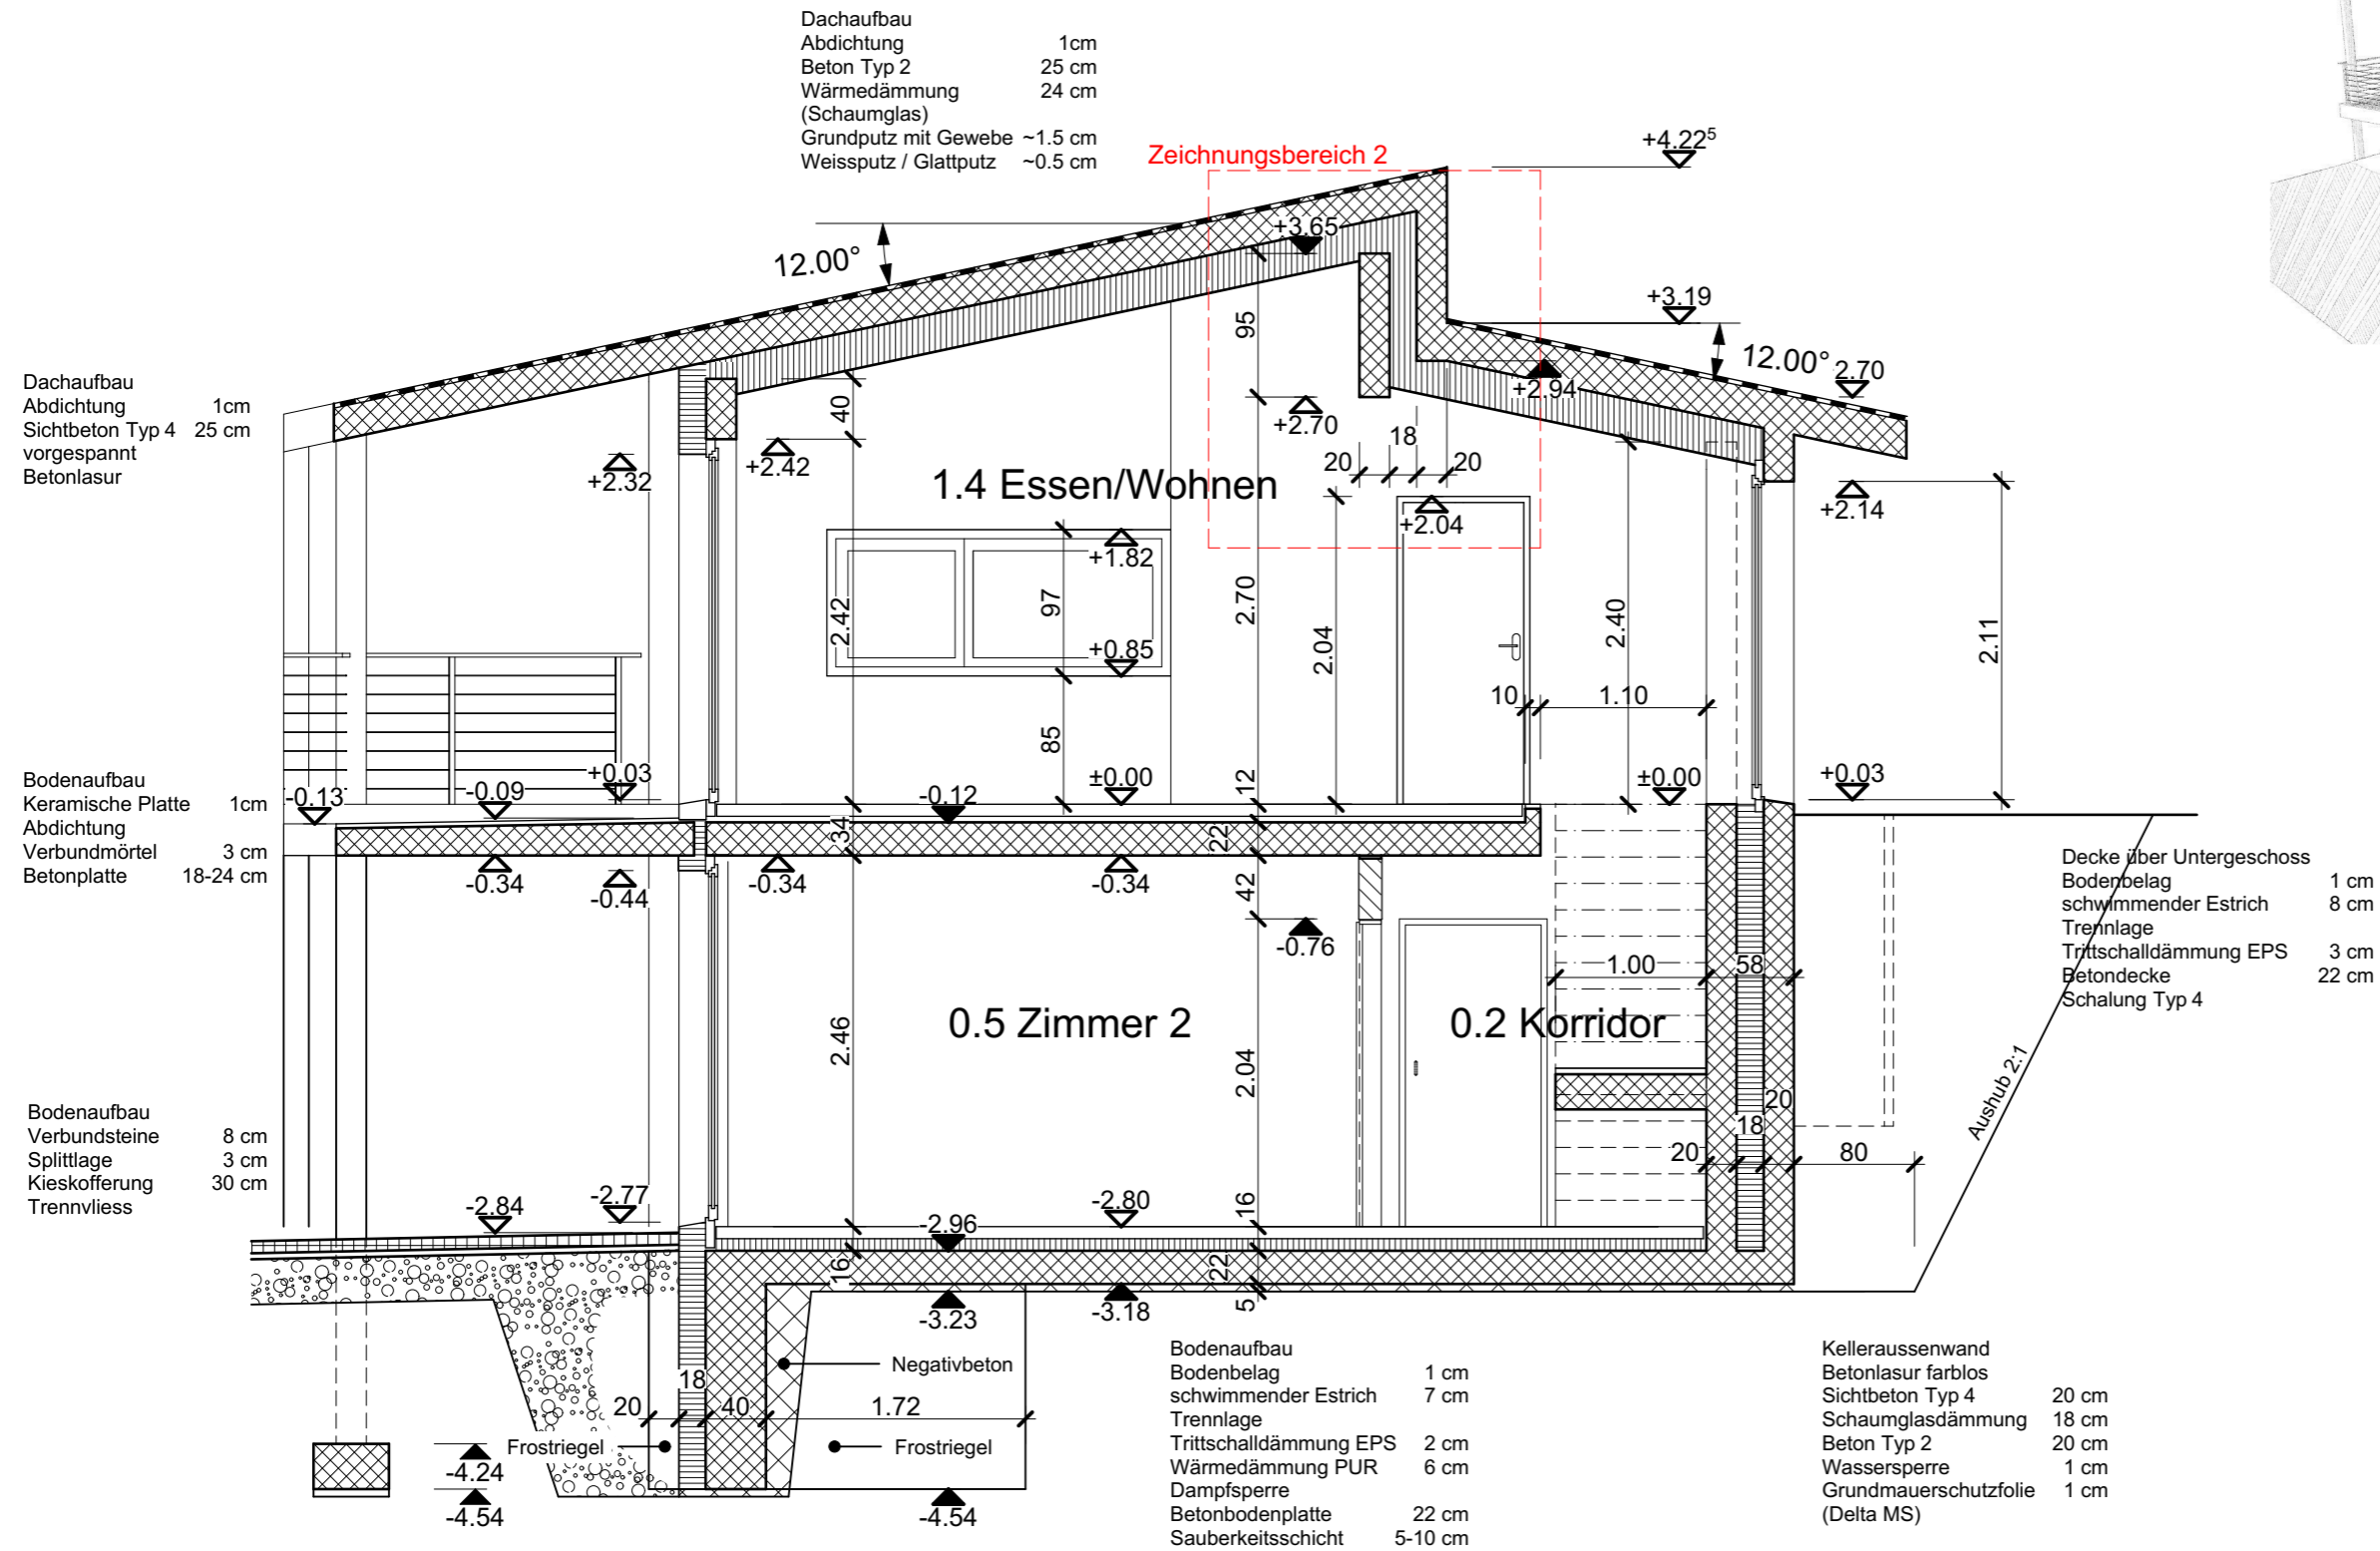 Dachaufbau
Abdichtung 1cm
Beton Typ 2 25 cm
Wärmedämmung 24 cm
(Schaumglas)
Grundputz mit Gewebe ~1.5 cm
Weissputz / Glattputz ~0.5 cm
Zeichnungsbereich 2
+4.22⁵
+3.65
12.00°
+3.19
12.00°
2.70
+2.94
95
+2.70
18
20
20
Dachaufbau
Abdichtung 1cm
Sichtbeton Typ 4 25 cm
vorgespannt
Betonlasur
40
+2.32
+2.42
1.4 Essen/Wohnen
+2.04
+2.14
+1.82
97
2.42
2.70
2.04
2.40
2.11
+0.85
10
1.10
85
Bodenaufbau
Keramische Platte 1cm
Abdichtung
Verbundmörtel 3 cm
Betonplatte 18-24 cm
-0.13
-0.09
+0.03
-0.12
±0.00
12
±0.00
+0.03
34
22
-0.34
-0.44
-0.34
-0.34
42
-0.76
Decke über Untergeschoss
Bodenbelag 1 cm
schwimmender Estrich 8 cm
Trennlage
Trittschalldämmung EPS 3 cm
Betondecke 22 cm
Schalung Typ 4
1.00
58
2.46
0.5 Zimmer 2
2.04
0.2 Korridor
Aushub 2:1
20
18
20
80
Bodenaufbau
Verbundsteine 8 cm
Splittlage 3 cm
Kieskofferung 30 cm
Trennvliess
-2.84
-2.77
-2.96
-2.80
16
16
22
5
-3.23
-3.18
Negativbeton
18
20
40
1.72
Frostriegel
Frostriegel
-4.24
-4.54
-4.54
Bodenaufbau
Bodenbelag 1 cm
schwimmender Estrich 7 cm
Trennlage
Trittschalldämmung EPS 2 cm
Wärmedämmung PUR 6 cm
Dampfsperre
Betonbodenplatte 22 cm
Sauberkeitsschicht 5-10 cm
Kelleraussenwand
Betonlasur farblos
Sichtbeton Typ 4 20 cm
Schaumglasdämmung 18 cm
Beton Typ 2 20 cm
Wassersperre 1 cm
Grundmauerschutzfolie 1 cm
(Delta MS)